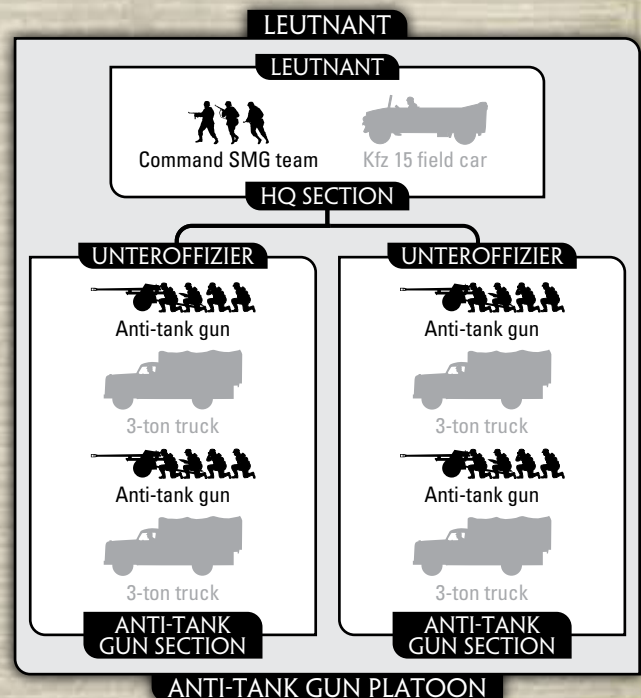 LEUTNANT
LEUTNANT
Command SMG team
Kfz 15 field car
HQ SECTION
UNTEROFFIZIER
Anti-tank gun
3-ton truck
Anti-tank gun
3-ton truck
ANTI-TANK
GUN SECTION
UNTEROFFIZIER
Anti-tank gun
3-ton truck
Anti-tank gun
3-ton truck
ANTI-TANK
GUN SECTION
ANTI-TANK GUN PLATOON